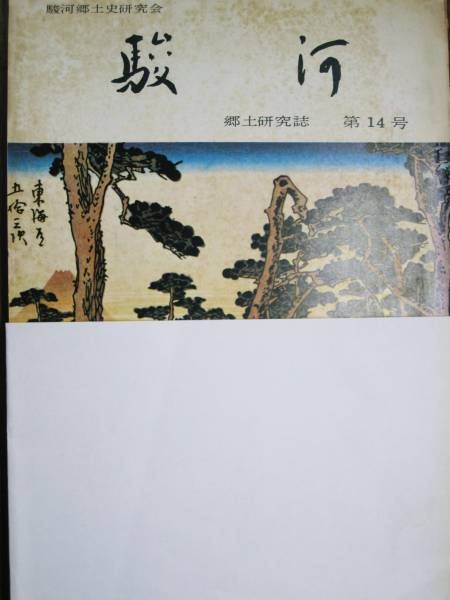 駿河郷土史研究会
駿河
郷土研究誌 第14号
東海道
五拾三次